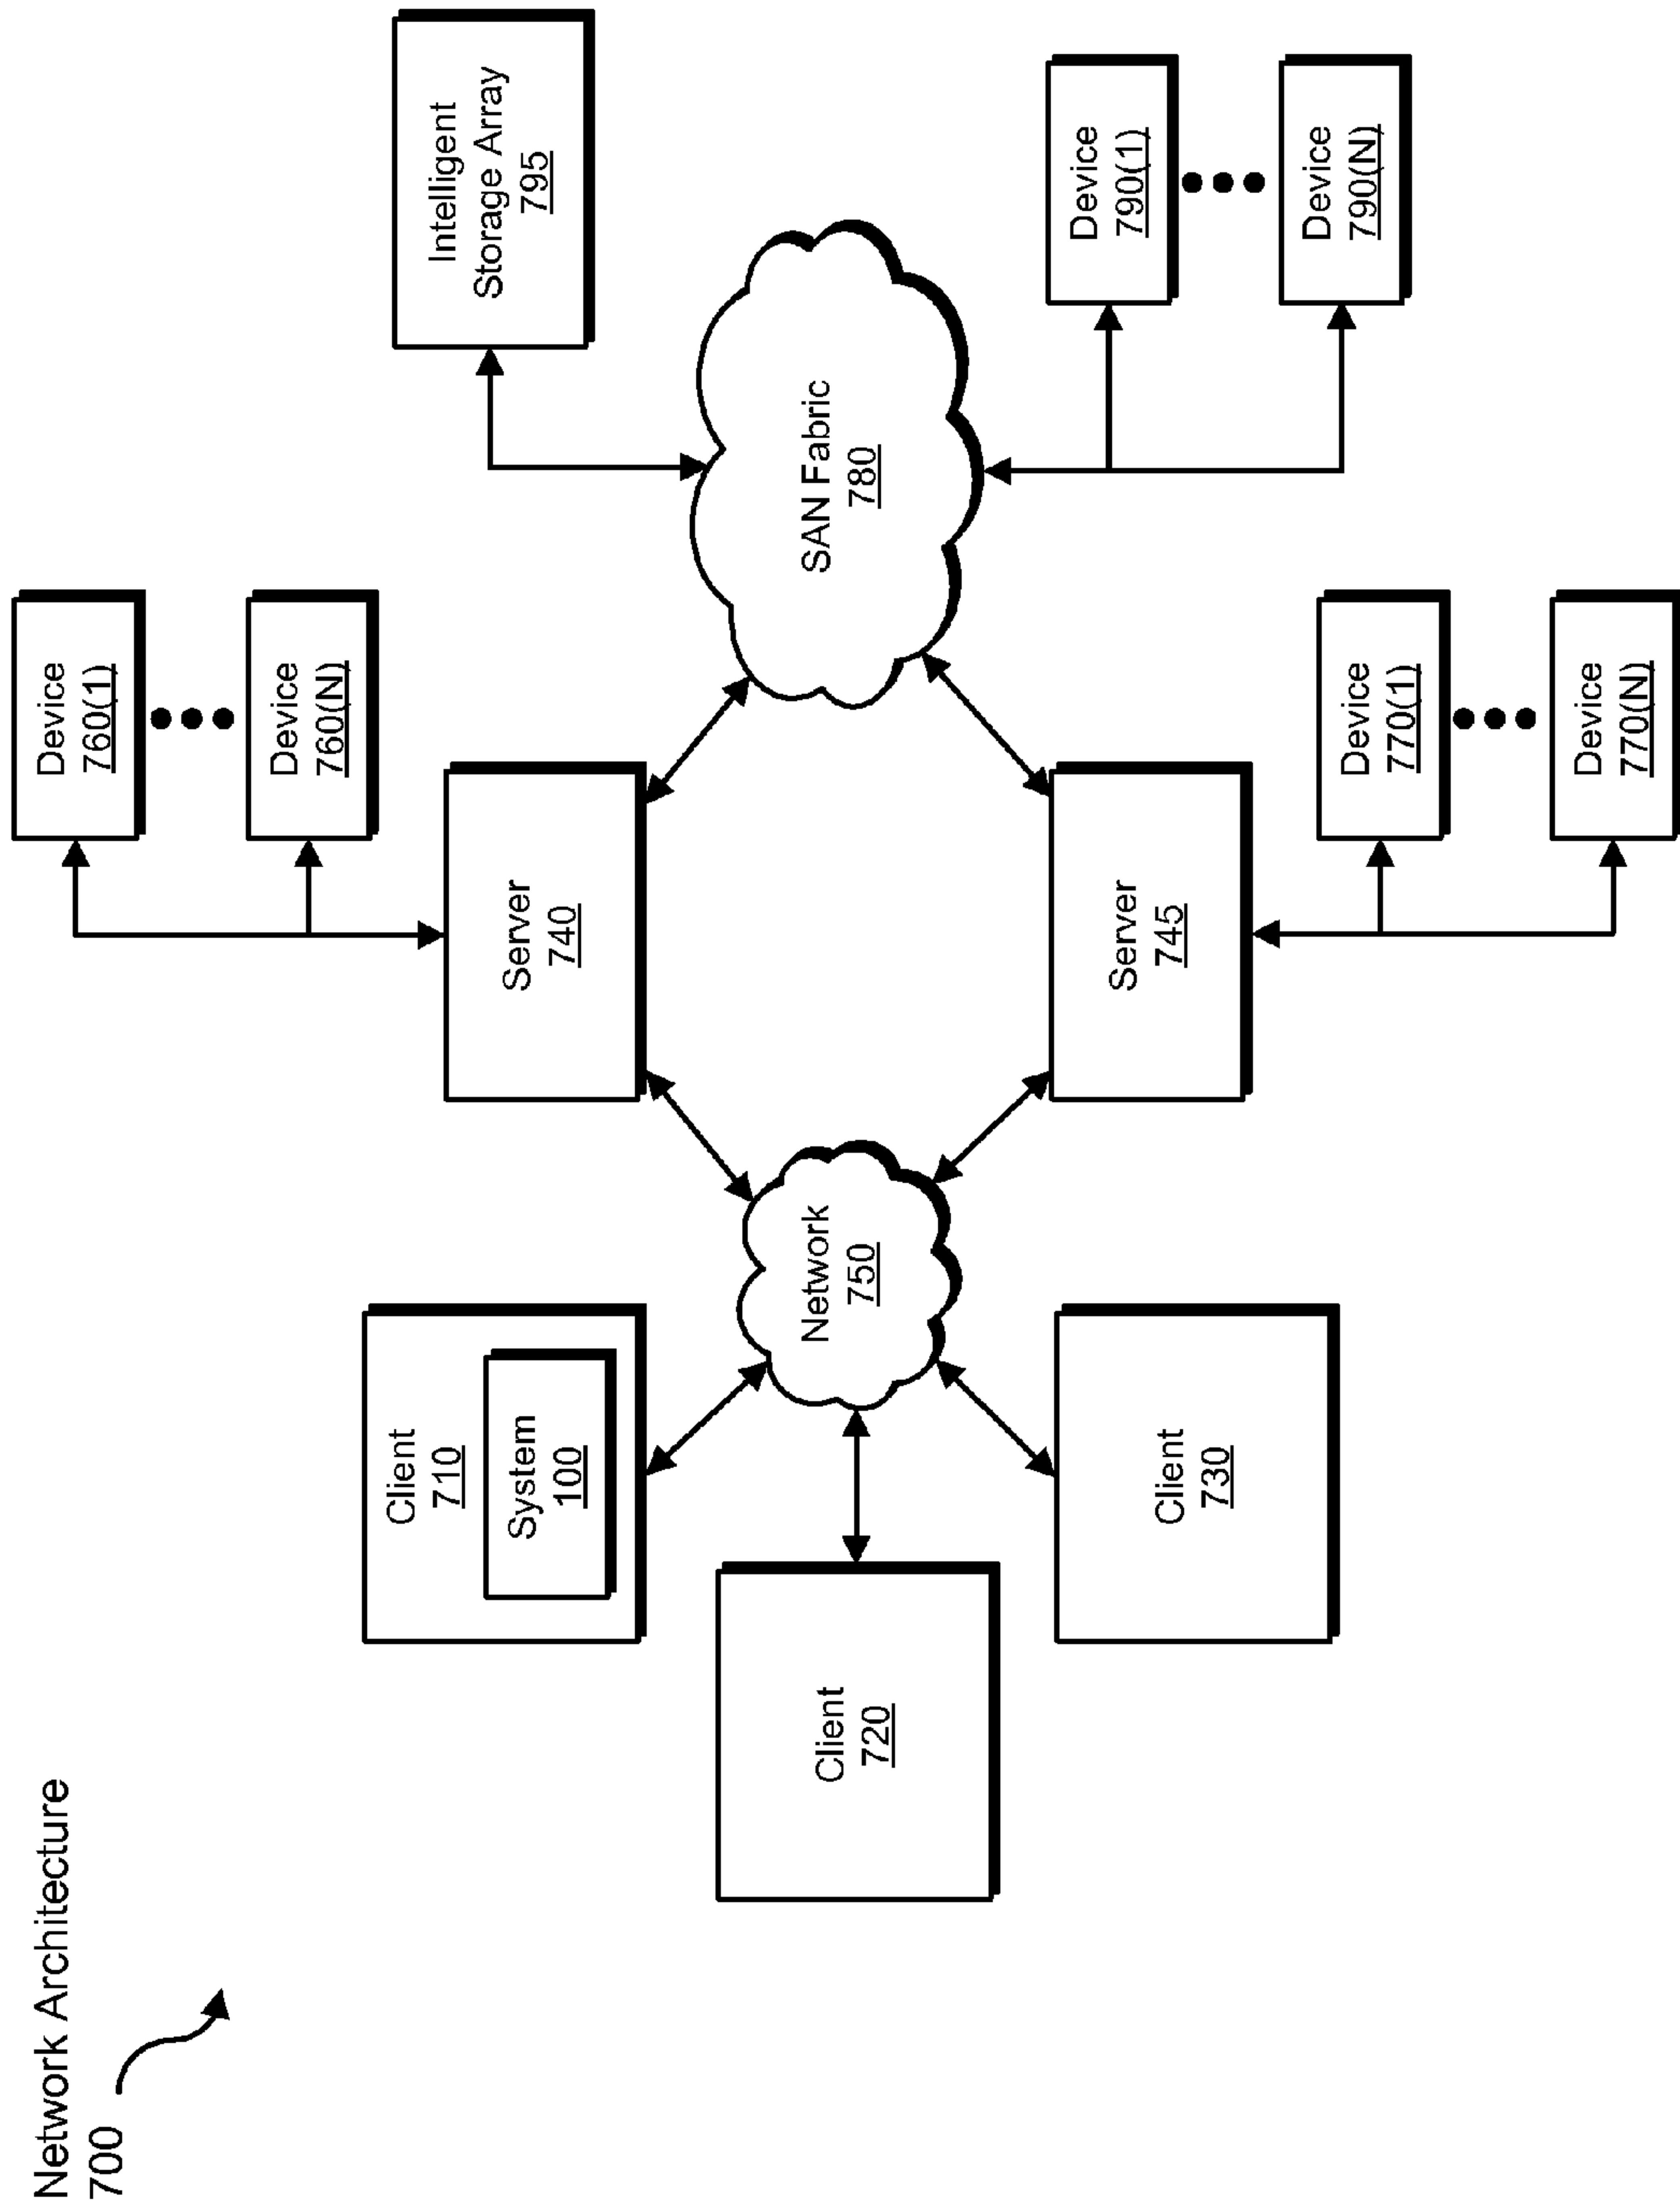 Network Architecture
700
Client
710
System
100
Client
720
Client
730
Network
750
Server
740
Server
745
Device
760(1)
Device
760(N)
Device
770(1)
Device
770(N)
SAN Fabric
780
Intelligent
Storage Array
795
Device
790(1)
Device
790(N)